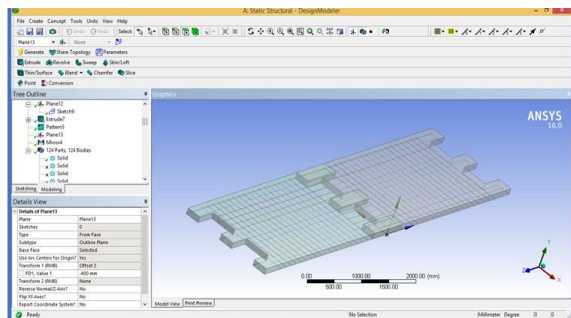 A: Static Structural - DesignModeler
File Create Concept Tools Units View Help
Undo Redo Select:
Plane12 None
Generate Share Topology Parameters
Extrude Revolve Sweep Skin/Loft
Thin/Surface Blend Chamfer Slice
Point Conversion
Tree Outline
Plane12
Sketch9
Extrude7
Pattern5
Plane13
Mirror4
124 Parts, 124 Bodies
Solid
Solid
Solid
Solid
Sketching Modeling
Details View
Details of Plane13
Plane Plane13
Sketches 0
Type From Face
Subtype Outline Plane
Base Face Selected
Use Arc Centers for Origin? Yes
Transform 1 (RMB) Offset Z
FD1, Value 1 -400 mm
Transform 2 (RMB) None
Reverse Normal/Z-Axis? No
Flip XY-Axes? No
Export Coordinate System? No
Graphics
ANSYS
16.0
0.00 1000.00 2000.00 (mm)
500.00 1500.00
Y
Z
X
Model View Print Preview
Ready No Selection Millimeter Degree 0 0